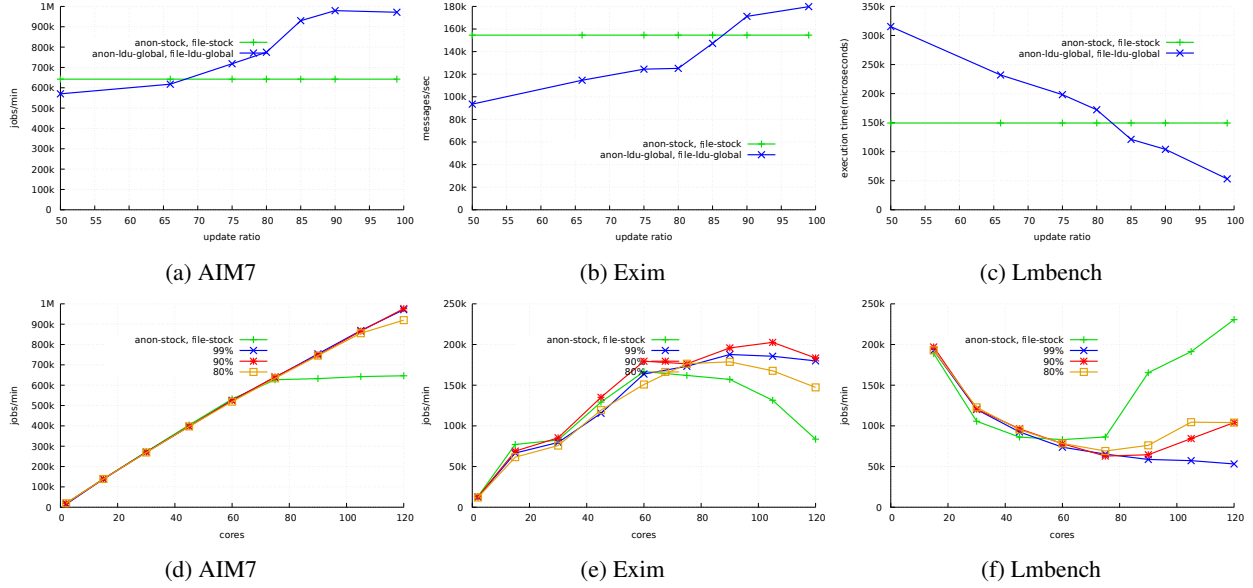 1M
900k
800k
700k
600k
500k
400k
300k
200k
100k
0
50 55 60 65 70 75 80 85 90 95 100
jobs/min
update ratio
anon-stock, file-stock
anon-ldu-global, file-ldu-global
(a) AIM7
180k
160k
140k
120k
100k
80k
60k
40k
20k
0
50 55 60 65 70 75 80 85 90 95 100
messages/sec
update ratio
anon-stock, file-stock
anon-ldu-global, file-ldu-global
(b) Exim
350k
300k
250k
200k
150k
100k
50k
0
50 55 60 65 70 75 80 85 90 95 100
execution time(microseconds)
update ratio
anon-stock, file-stock
anon-ldu-global, file-ldu-global
(c) Lmbench
1M
900k
800k
700k
600k
500k
400k
300k
200k
100k
0
0 20 40 60 80 100 120
jobs/min
cores
anon-stock, file-stock
99%
90%
80%
(d) AIM7
250k
200k
150k
100k
50k
0
0 20 40 60 80 100 120
jobs/min
cores
anon-stock, file-stock
99%
90%
80%
(e) Exim
250k
200k
150k
100k
50k
0
0 20 40 60 80 100 120
jobs/min
cores
anon-stock, file-stock
99%
90%
80%
(f) Lmbench